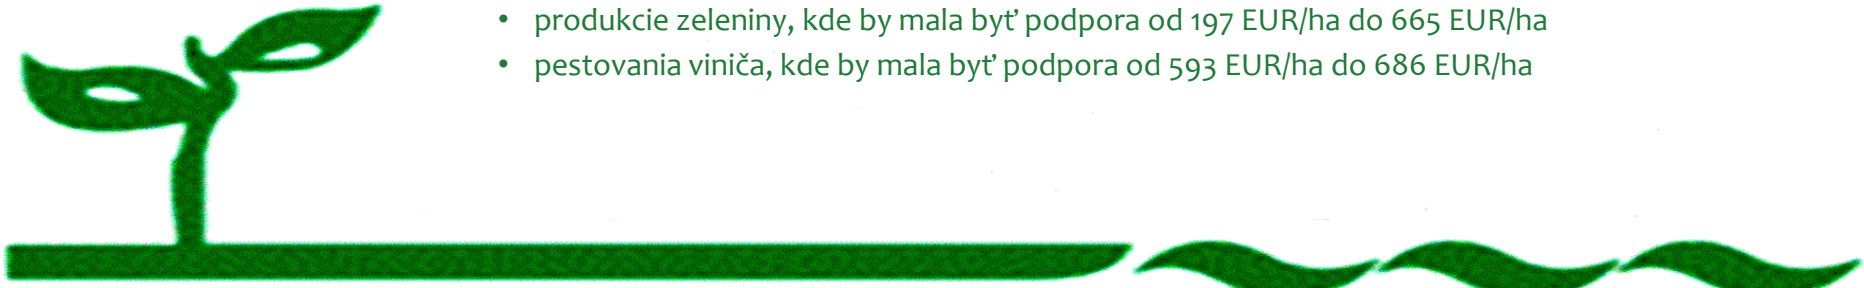 • produkcie zeleniny, kde by mala byť podpora od 197 EUR/ha do 665 EUR/ha
• pestovania viniča, kde by mala byť podpora od 593 EUR/ha do 686 EUR/ha